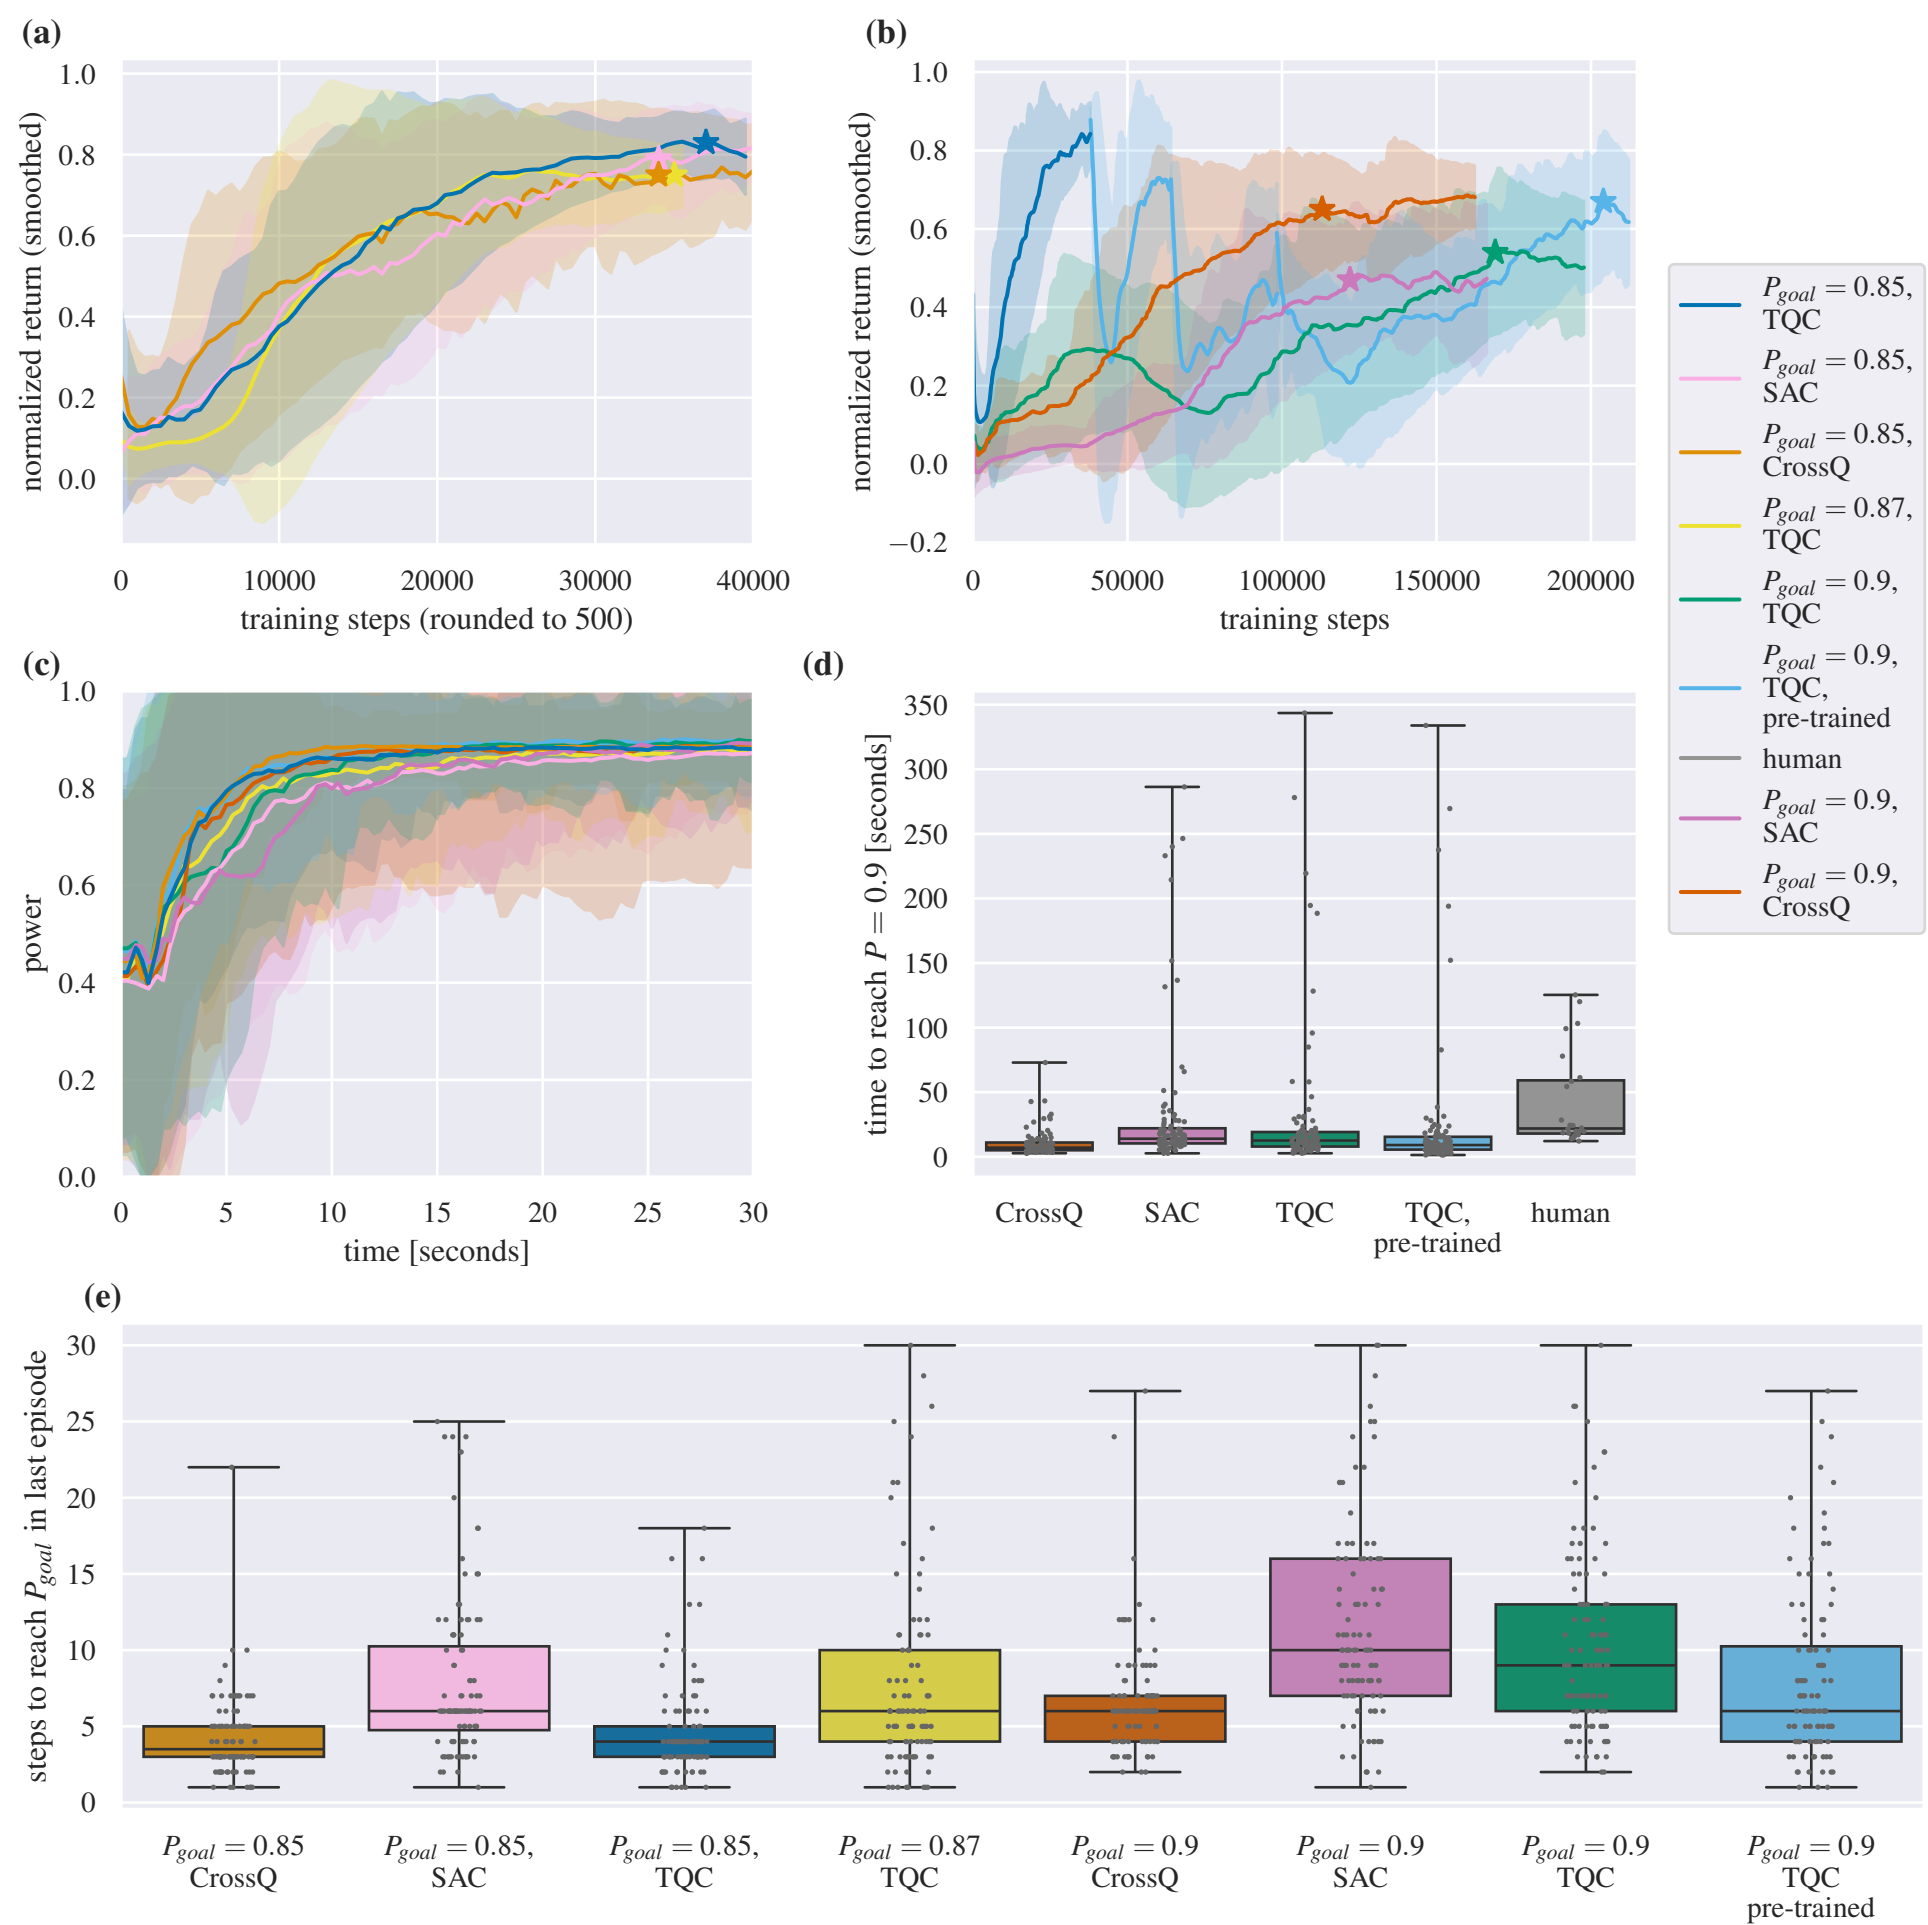 (a)
normalized return (smoothed)
1.0
0.8
0.6
0.4
0.2
0.0
0
10000
20000
30000
40000
training steps (rounded to 500)
(b)
normalized return (smoothed)
1.0
0.8
0.6
0.4
0.2
0.0
−0.2
0
50000
100000
150000
200000
training steps
P_goal = 0.85,
TQC
P_goal = 0.85,
SAC
P_goal = 0.85,
CrossQ
P_goal = 0.87,
TQC
P_goal = 0.9,
TQC
P_goal = 0.9,
TQC,
pre-trained
human
P_goal = 0.9,
SAC
P_goal = 0.9,
CrossQ
(c)
power
1.0
0.8
0.6
0.4
0.2
0.0
0
5
10
15
20
25
30
time [seconds]
(d)
time to reach P = 0.9 [seconds]
350
300
250
200
150
100
50
0
CrossQ
SAC
TQC
TQC,
pre-trained
human
(e)
steps to reach P_goal in last episode
30
25
20
15
10
5
0
P_goal = 0.85
CrossQ
P_goal = 0.85,
SAC
P_goal = 0.85,
TQC
P_goal = 0.87
TQC
P_goal = 0.9
CrossQ
P_goal = 0.9
SAC
P_goal = 0.9
TQC
P_goal = 0.9
TQC
pre-trained